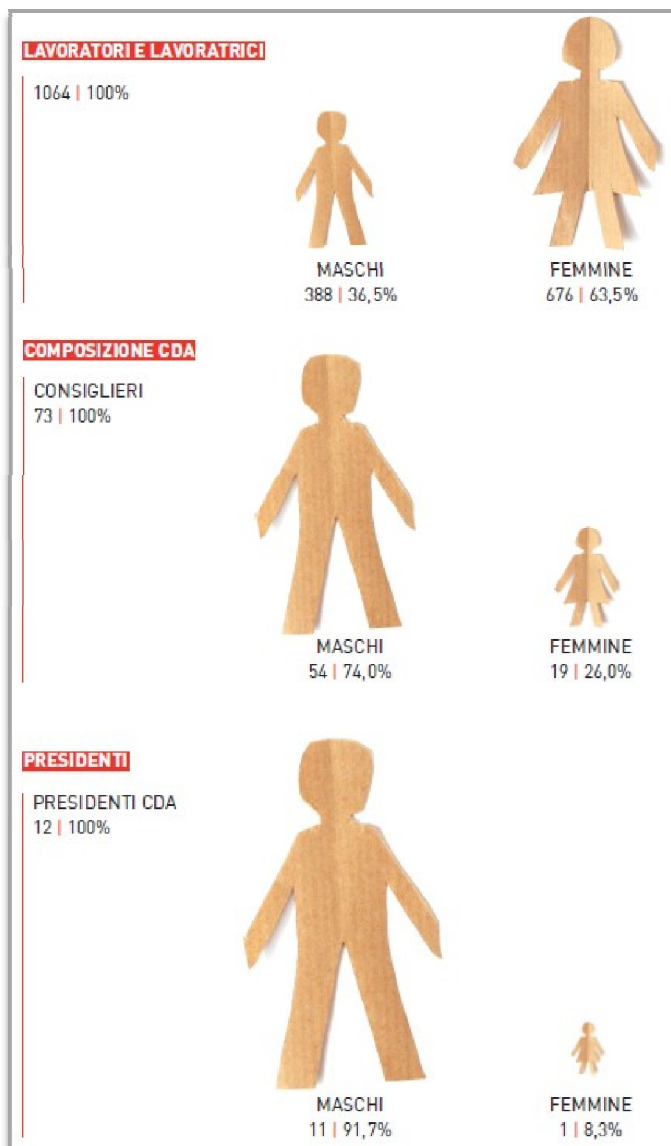 LAVORATORI E LAVORATRICI
1064 | 100%
MASCHI
388 | 36,5%
FEMMINE
676 | 63,5%
COMPOSIZIONE CDA
CONSIGLIERI
73 | 100%
MASCHI
54 | 74,0%
FEMMINE
19 | 26,0%
PRESIDENTI
PRESIDENTI CDA
12 | 100%
MASCHI
11 | 91,7%
FEMMINE
1 | 8,3%